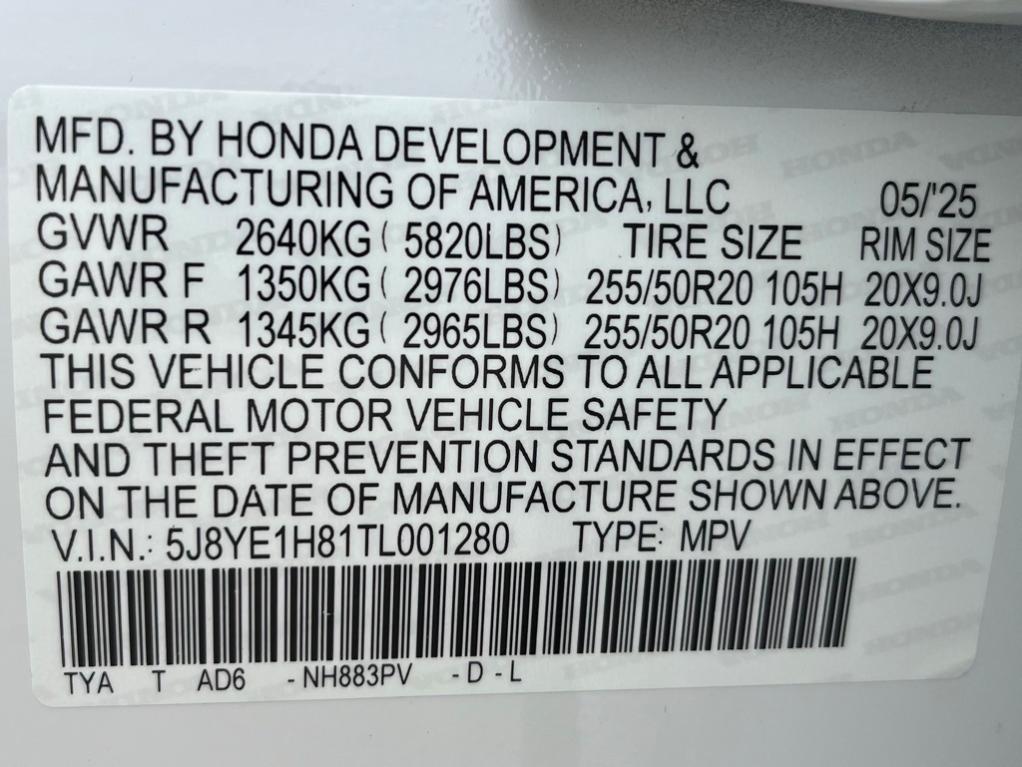 MFD. BY HONDA DEVELOPMENT &
MANUFACTURING OF AMERICA, LLC 05/'25
GVWR 2640KG ( 5820LBS) TIRE SIZE RIM SIZE
GAWR F 1350KG ( 2976LBS) 255/50R20 105H 20X9.0J
GAWR R 1345KG ( 2965LBS) 255/50R20 105H 20X9.0J
THIS VEHICLE CONFORMS TO ALL APPLICABLE
FEDERAL MOTOR VEHICLE SAFETY
AND THEFT PREVENTION STANDARDS IN EFFECT
ON THE DATE OF MANUFACTURE SHOWN ABOVE.
V.I.N.: 5J8YE1H81TL001280 TYPE: MPV
TYA T AD6 - NH883PV - D - L